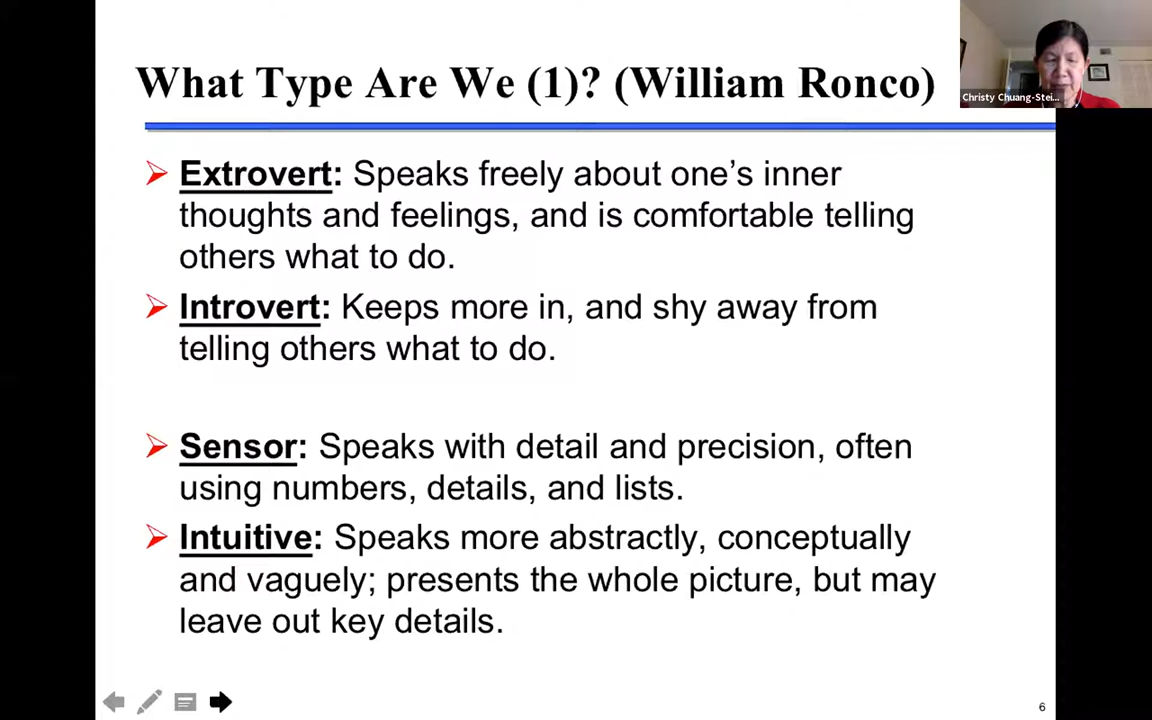 What Type Are We (1)? (William Ronco)
Christy Chuang-Stei...
➢ Extrovert: Speaks freely about one’s inner
thoughts and feelings, and is comfortable telling
others what to do.
➢ Introvert: Keeps more in, and shy away from
telling others what to do.
➢ Sensor: Speaks with detail and precision, often
using numbers, details, and lists.
➢ Intuitive: Speaks more abstractly, conceptually
and vaguely; presents the whole picture, but may
leave out key details.
6